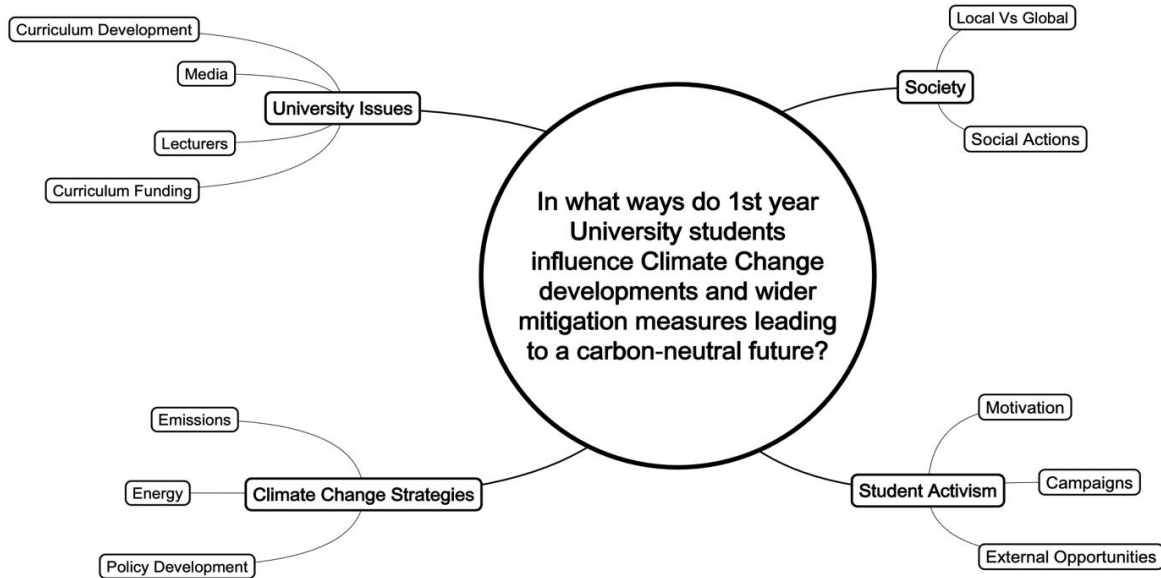 Curriculum Development
Media
University Issues
Lecturers
Curriculum Funding
Local Vs Global
Society
Social Actions
In what ways do 1st year
University students
influence Climate Change
developments and wider
mitigation measures leading
to a carbon-neutral future?
Emissions
Energy
Climate Change Strategies
Policy Development
Motivation
Student Activism
Campaigns
External Opportunities